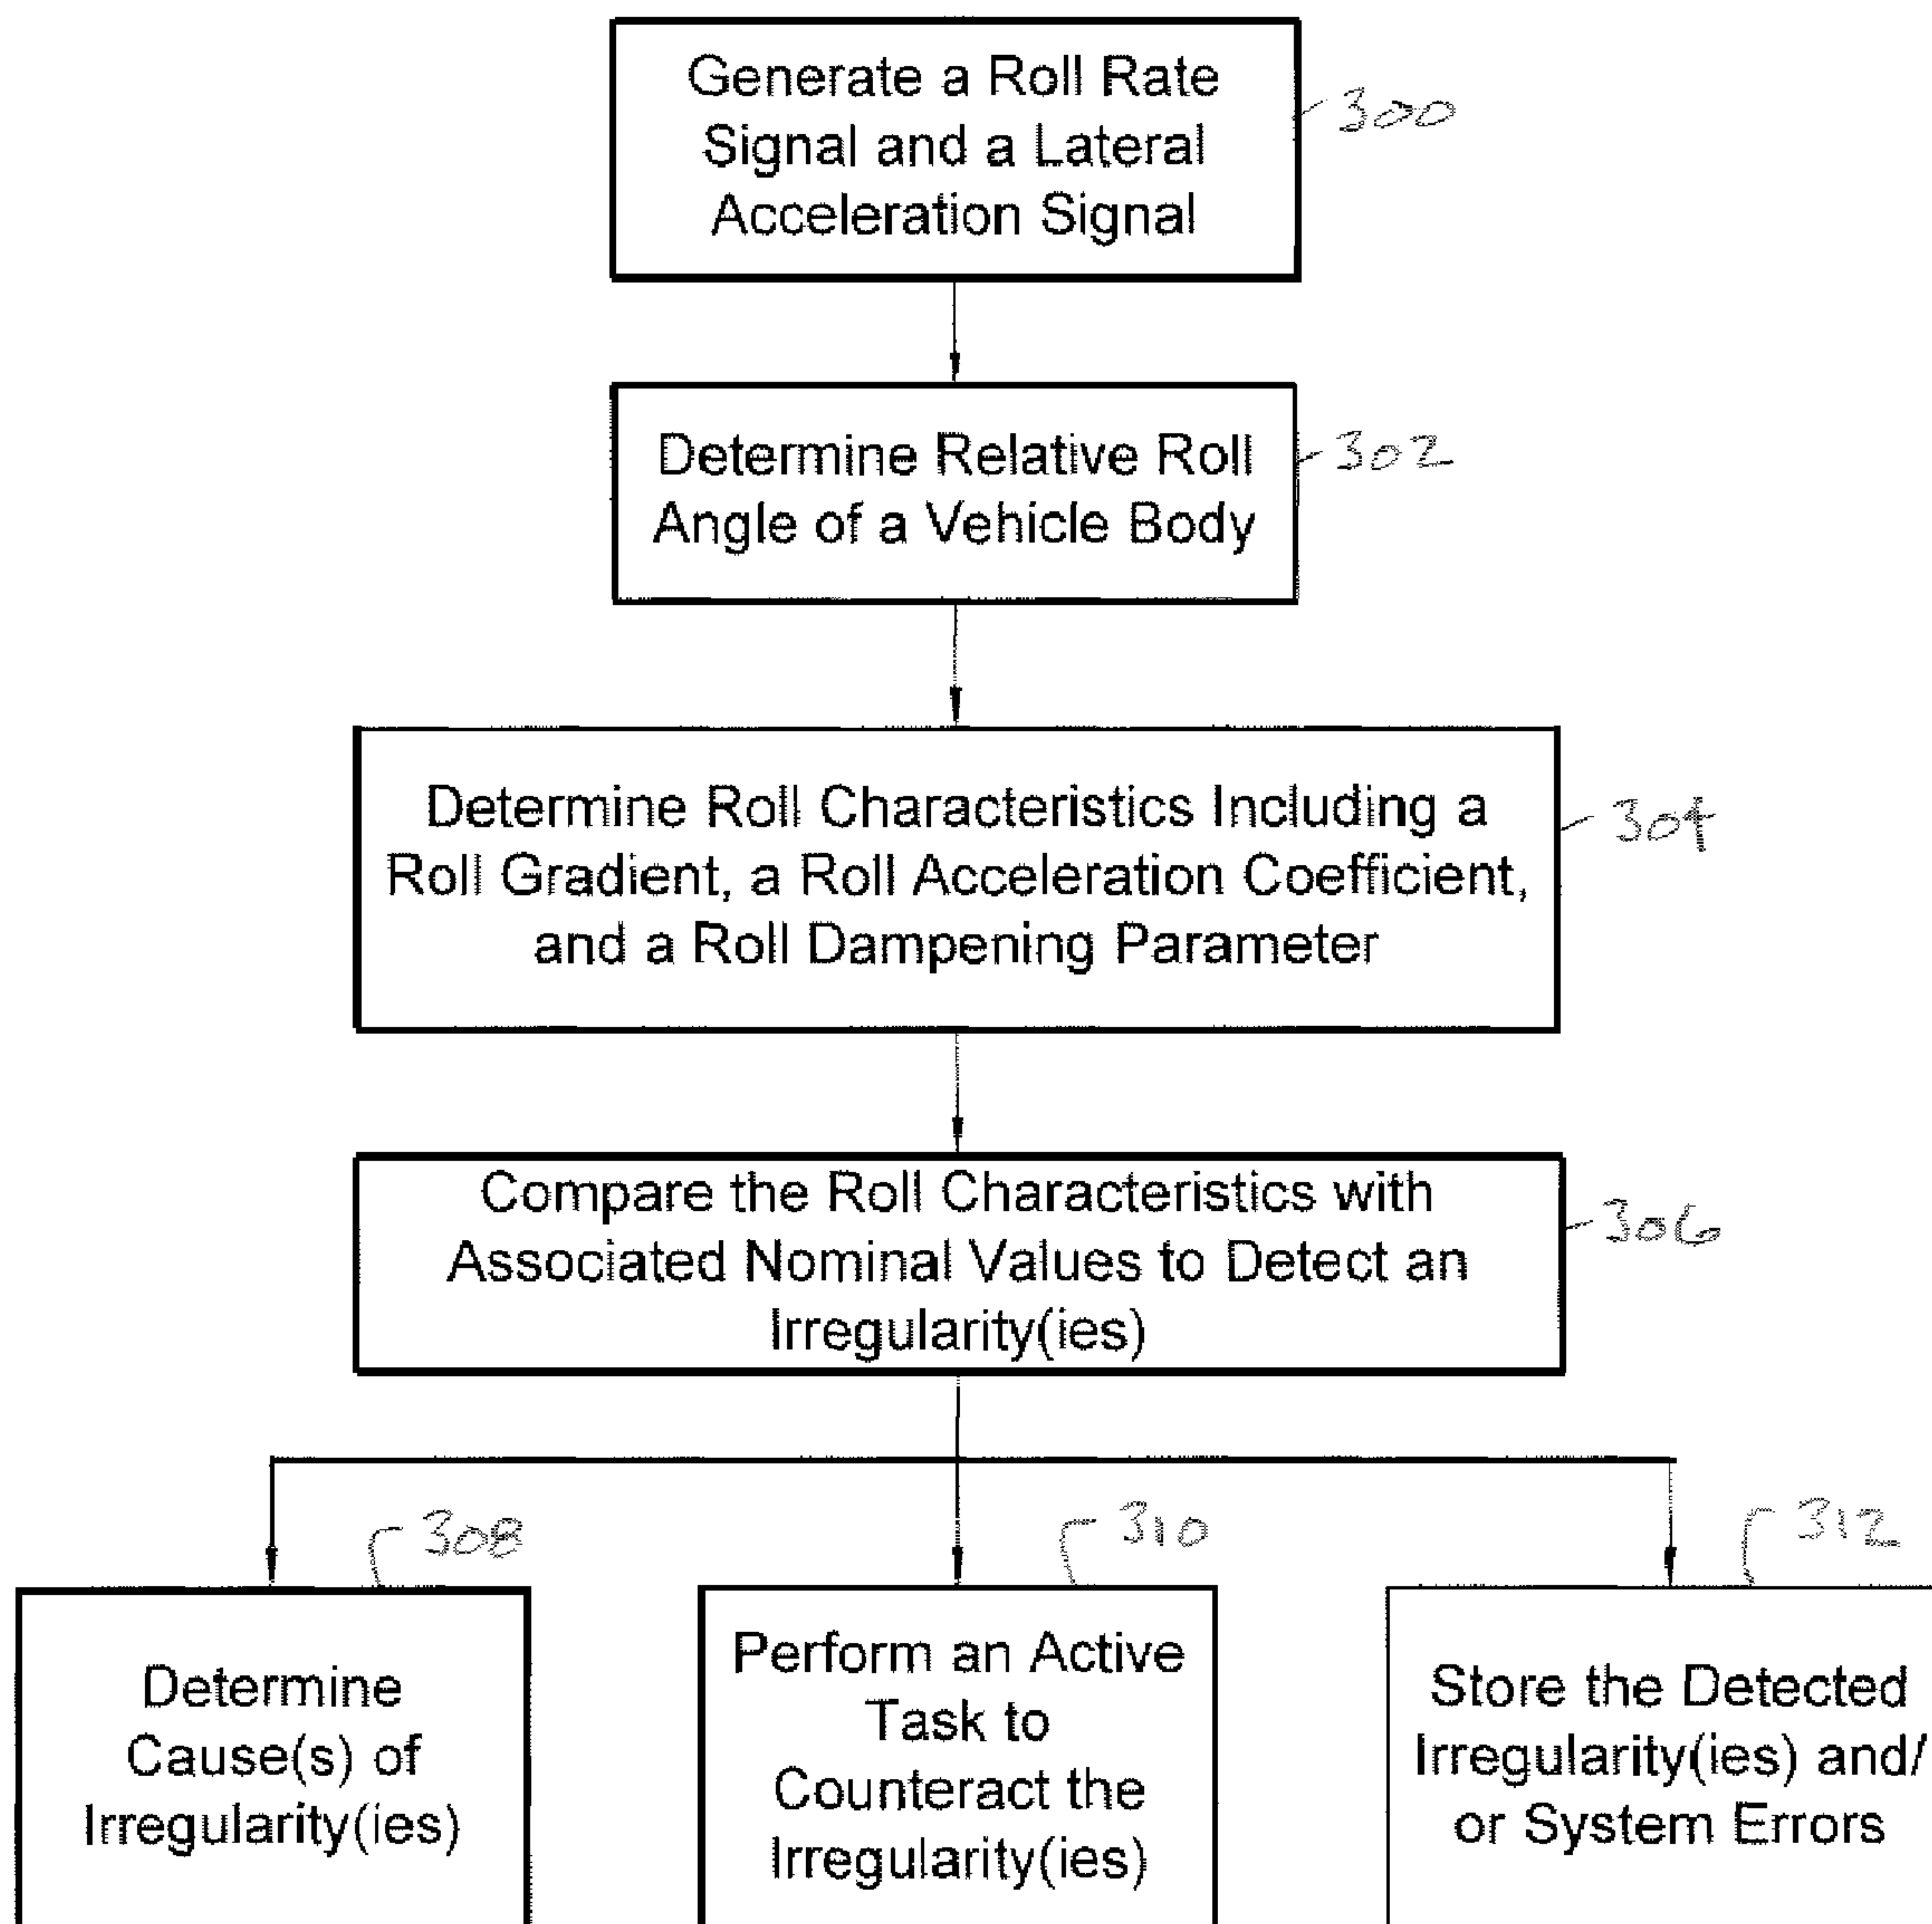 Generate a Roll Rate
Signal and a Lateral
Acceleration Signal
300
Determine Relative Roll
Angle of a Vehicle Body
302
Determine Roll Characteristics Including a
Roll Gradient, a Roll Acceleration Coefficient,
and a Roll Dampening Parameter
304
Compare the Roll Characteristics with
Associated Nominal Values to Detect an
Irregularity(ies)
306
308
Determine
Cause(s) of
Irregularity(ies)
310
Perform an Active
Task to
Counteract the
Irregularity(ies)
312
Store the Detected
Irregularity(ies) and/
or System Errors